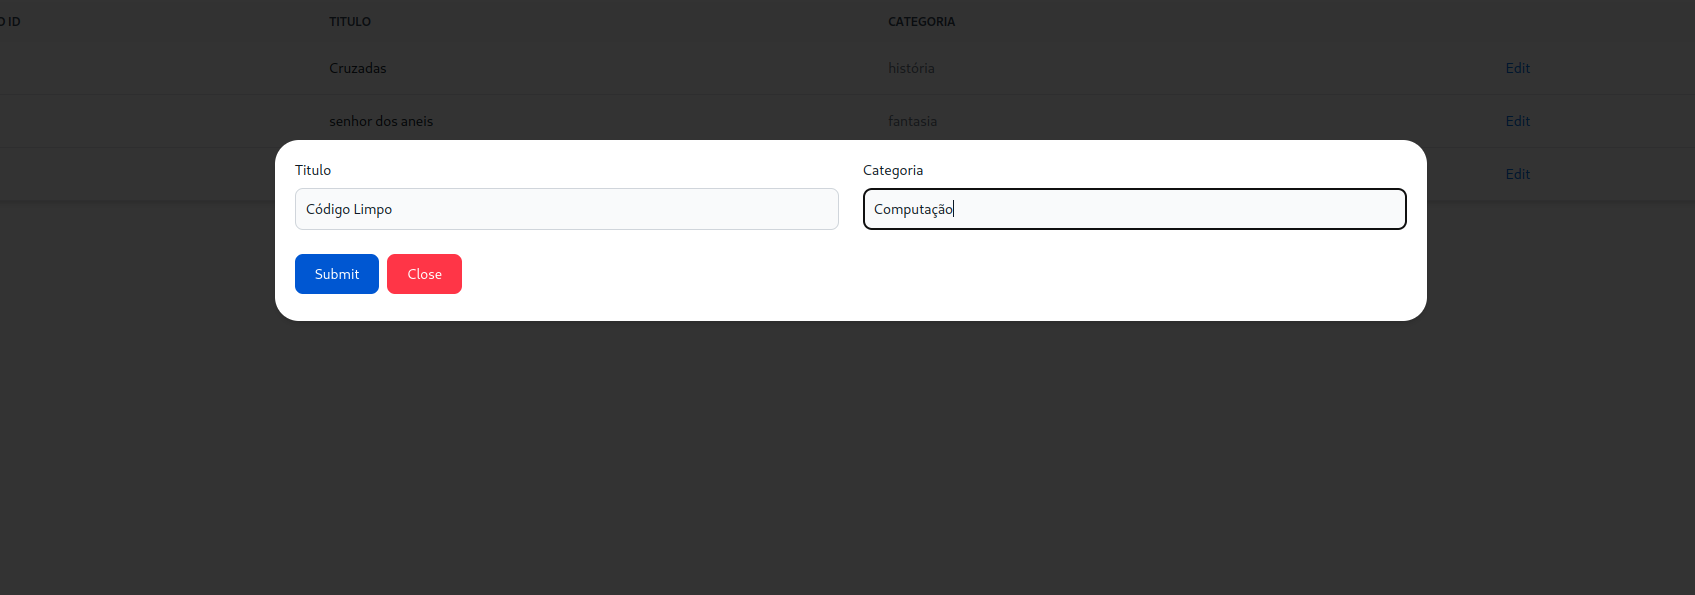 ID TITULO CATEGORIA
Cruzadas história Edit
senhor dos aneis fantasia Edit
Edit
Titulo Categoria
Código Limpo Computação
Submit Close